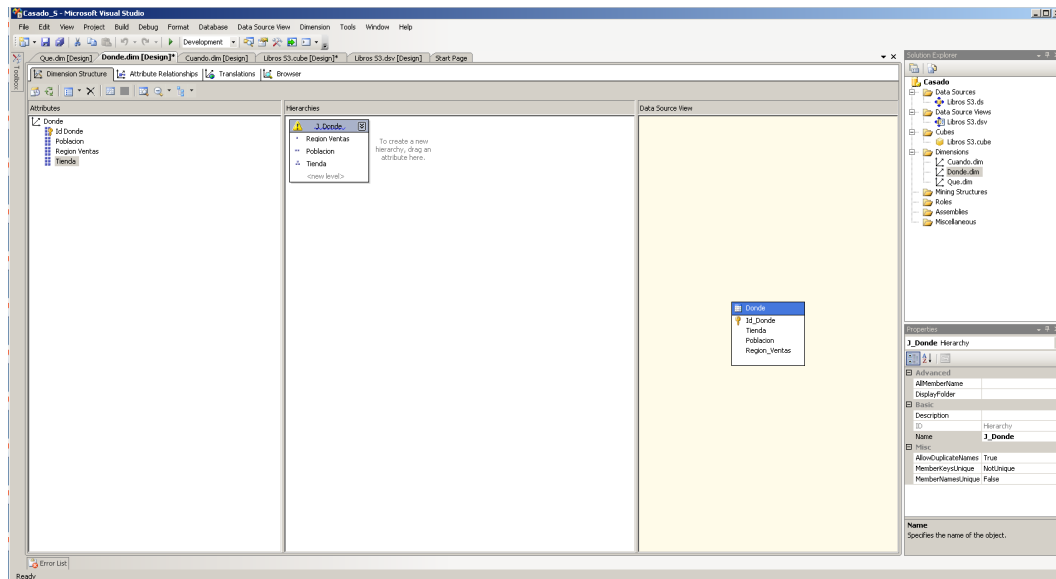 Casado_5 - Microsoft Visual Studio
File Edit View Project Build Debug Format Database Data Source View Dimension Tools Window Help
Development
Que.dim [Design] Donde.dim [Design]* Cuando.dim [Design] Libros S3.cube [Design]* Libros S3.dsv [Design] Start Page
Toolbox
Dimension Structure Attribute Relationships Translations Browser
Attributes
Donde
Id Donde
Poblacion
Region Ventas
Tienda
Hierarchies
J_Donde
Region Ventas
Poblacion
Tienda
<new level>
To create a new
hierarchy, drag an
attribute here.
Data Source View
Donde
Id_Donde
Tienda
Poblacion
Region_Ventas
Solution Explorer
Casado
Data Sources
Libros S3.ds
Data Source Views
Libros S3.dsv
Cubes
Libros S3.cube
Dimensions
Cuando.dim
Donde.dim
Que.dim
Mining Structures
Roles
Assemblies
Miscellaneous
Properties
J_Donde Hierarchy
Advanced
AllMemberName
DisplayFolder
Basic
Description
ID Hierarchy
Name J_Donde
Misc
AllowDuplicateNames True
MemberKeysUnique NotUnique
MemberNamesUnique False
Name
Specifies the name of the object.
Error List
Ready